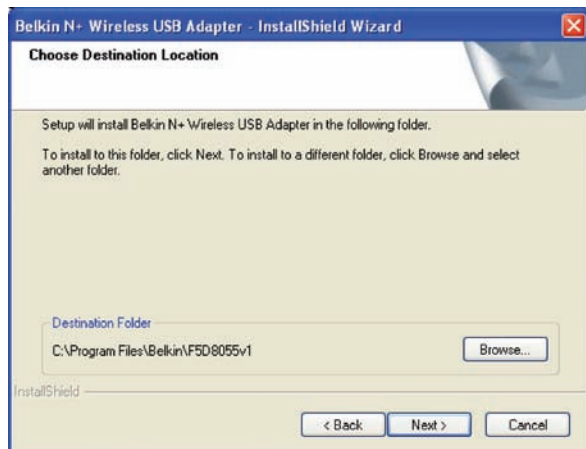 Belkin N+ Wireless USB Adapter - InstallShield Wizard
Choose Destination Location
Setup will install Belkin N+ Wireless USB Adapter in the following folder.
To install to this folder, click Next. To install to a different folder, click Browse and select
another folder.
Destination Folder
C:\Program Files\Belkin\F5D8055v1
Browse...
InstallShield
< Back
Next >
Cancel